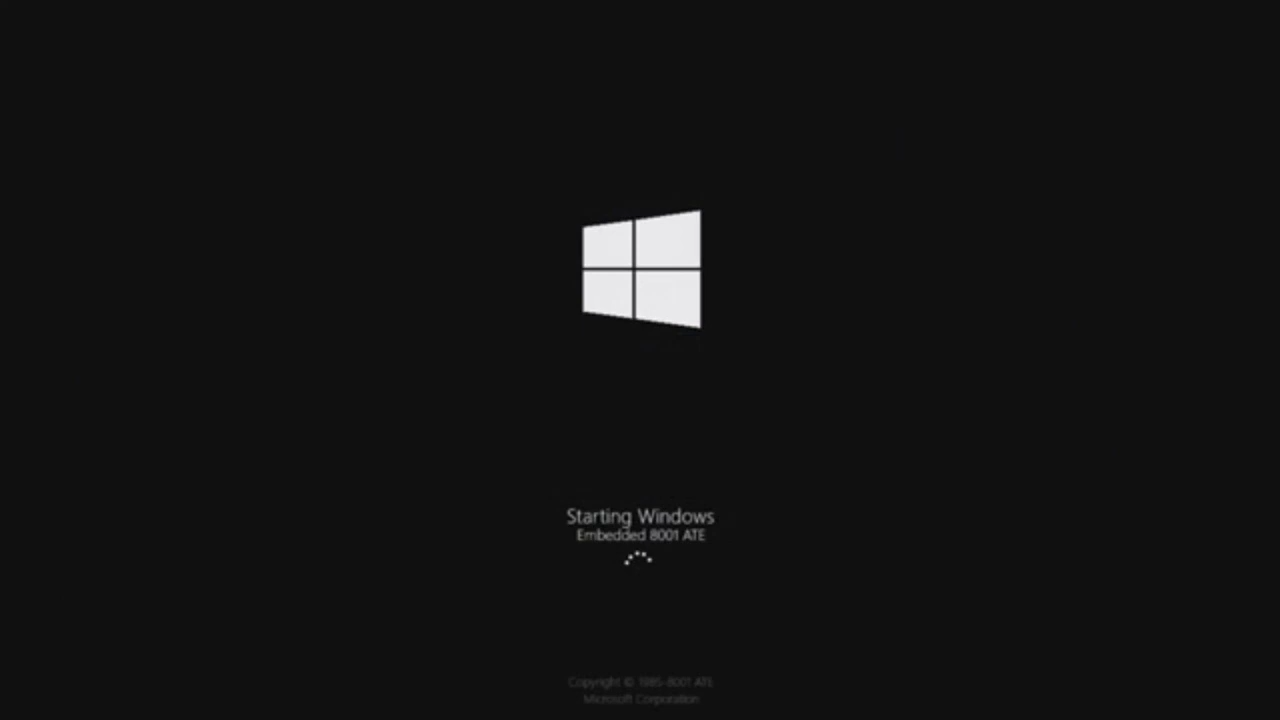 Starting Windows
Embedded 8001 ATE
Copyright © 1985-8001 ATE
Microsoft Corporation